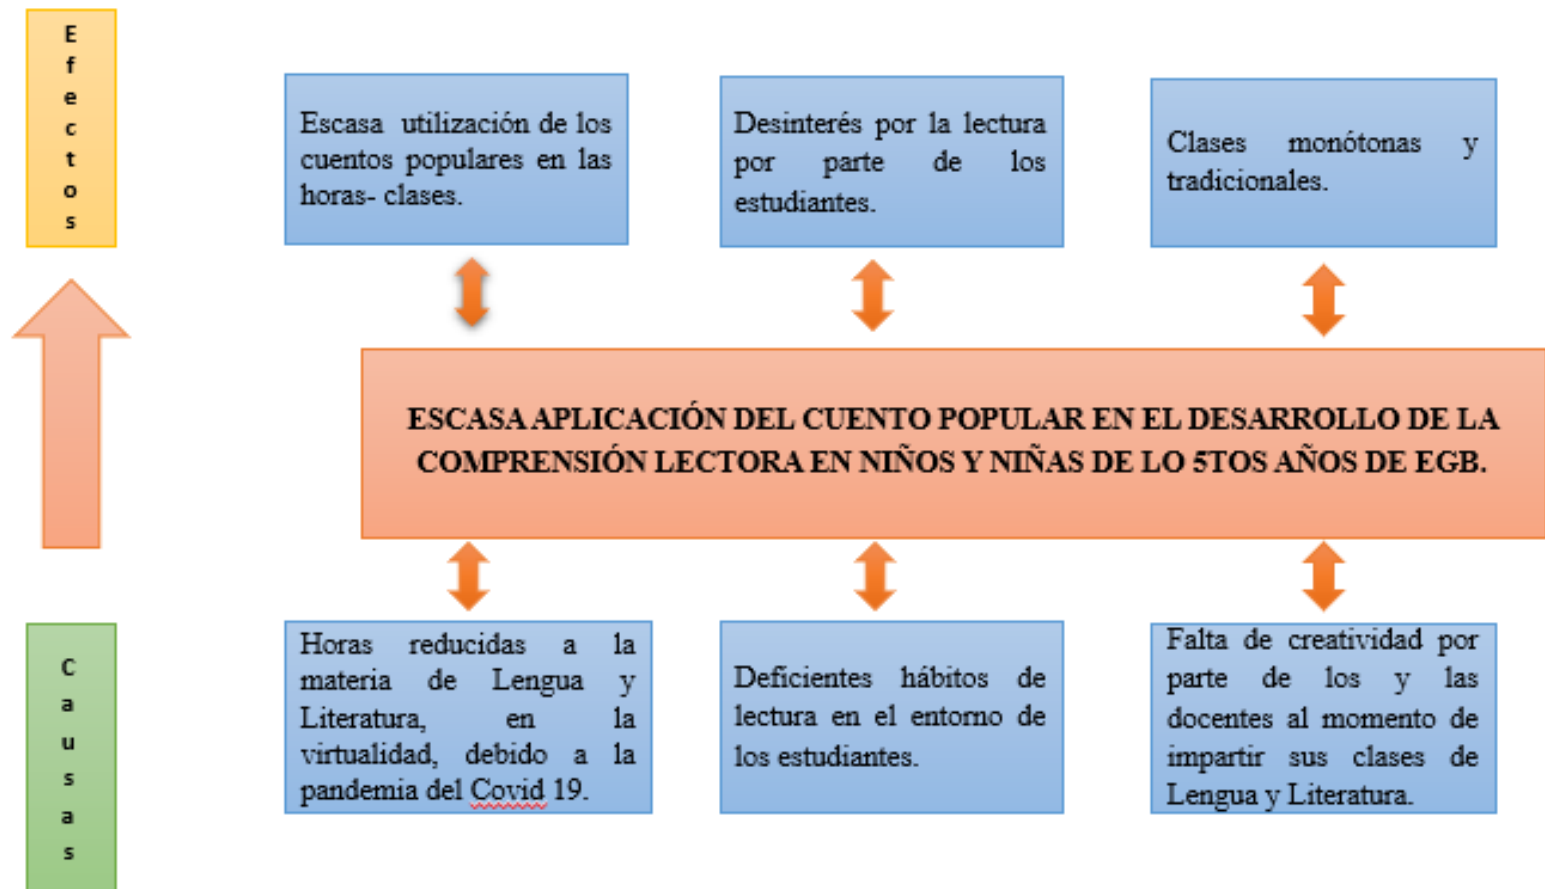 Efectos
Escasa utilización de los
cuentos populares en las
horas- clases.
Desinterés por la lectura
por parte de los
estudiantes.
Clases monótonas y
tradicionales.
ESCASA APLICACIÓN DEL CUENTO POPULAR EN EL DESARROLLO DE LA
COMPRENSIÓN LECTORA EN NIÑOS Y NIÑAS DE LO 5TOS AÑOS DE EGB.
Causas
Horas reducidas a la
materia de Lengua y
Literatura, en la
virtualidad, debido a la
pandemia del Covid 19.
Deficientes hábitos de
lectura en el entorno de
los estudiantes.
Falta de creatividad por
parte de los y las
docentes al momento de
impartir sus clases de
Lengua y Literatura.